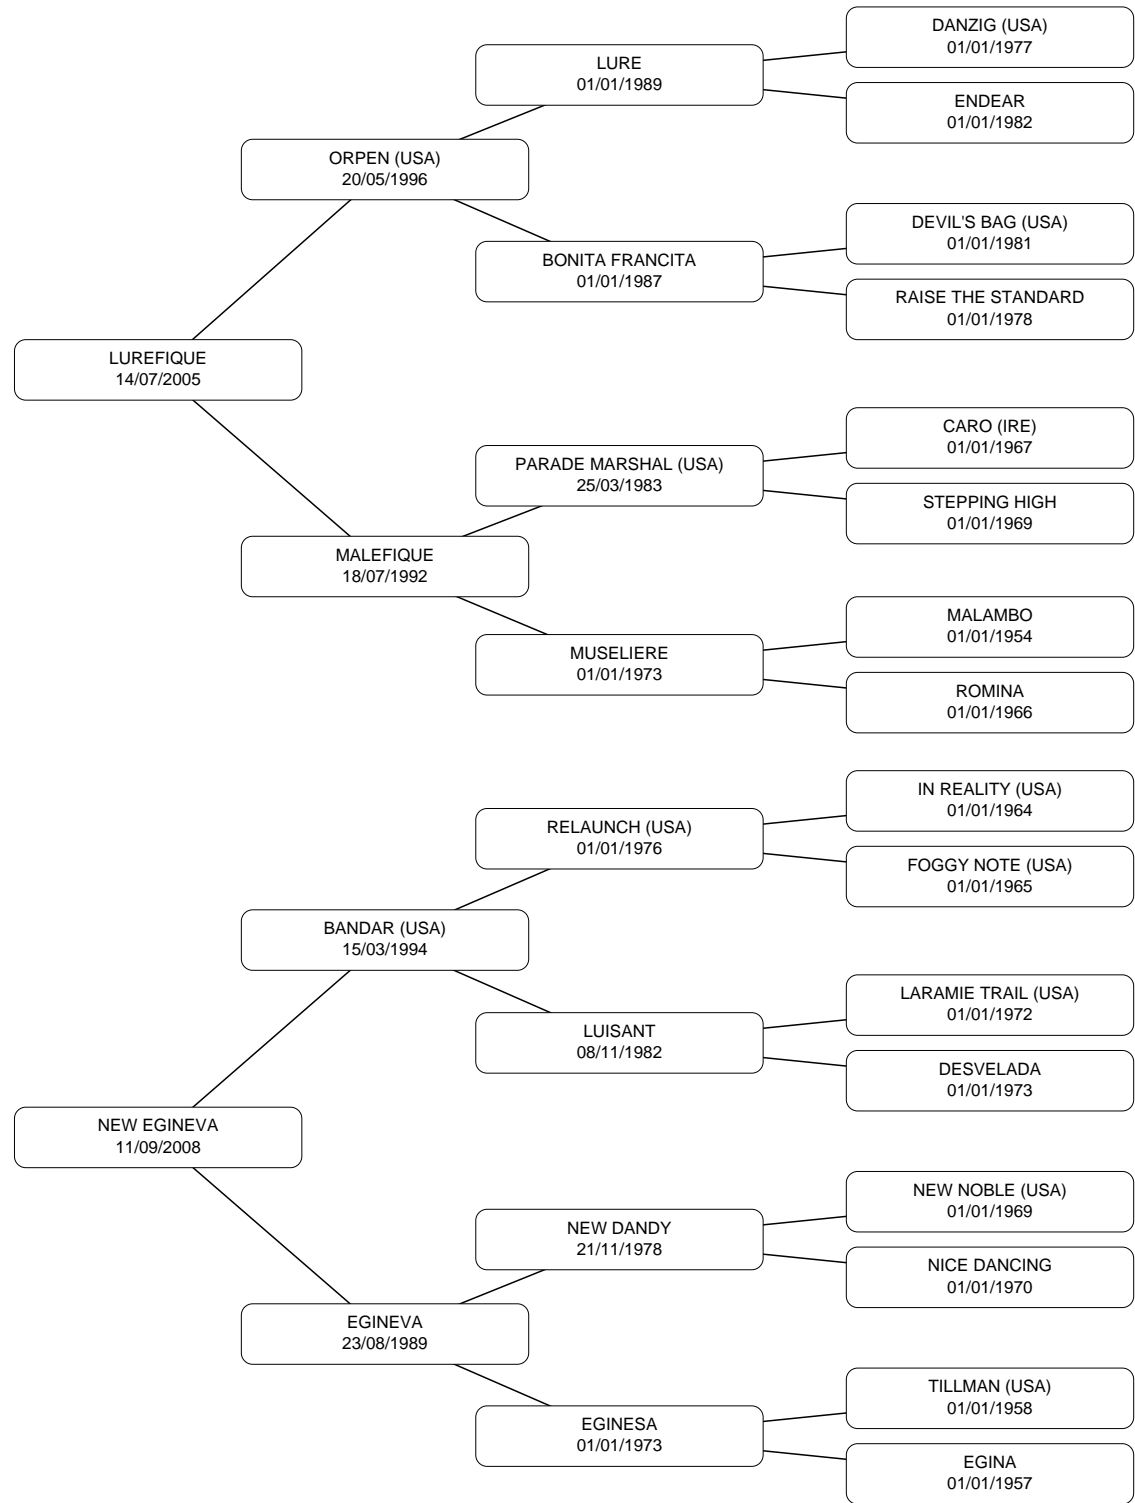 DANZIG (USA)
01/01/1977
LURE
01/01/1989
ENDEAR
01/01/1982
ORPEN (USA)
20/05/1996
DEVIL'S BAG (USA)
01/01/1981
BONITA FRANCITA
01/01/1987
RAISE THE STANDARD
01/01/1978
LUREFIQUE
14/07/2005
CARO (IRE)
01/01/1967
PARADE MARSHAL (USA)
25/03/1983
STEPPING HIGH
01/01/1969
MALEFIQUE
18/07/1992
MALAMBO
01/01/1954
MUSELIERE
01/01/1973
ROMINA
01/01/1966
IN REALITY (USA)
01/01/1964
RELAUNCH (USA)
01/01/1976
FOGGY NOTE (USA)
01/01/1965
BANDAR (USA)
15/03/1994
LARAMIE TRAIL (USA)
01/01/1972
LUISANT
08/11/1982
DESVELADA
01/01/1973
NEW EGINEVA
11/09/2008
NEW NOBLE (USA)
01/01/1969
NEW DANDY
21/11/1978
NICE DANCING
01/01/1970
EGINEVA
23/08/1989
TILLMAN (USA)
01/01/1958
EGINESA
01/01/1973
EGINA
01/01/1957